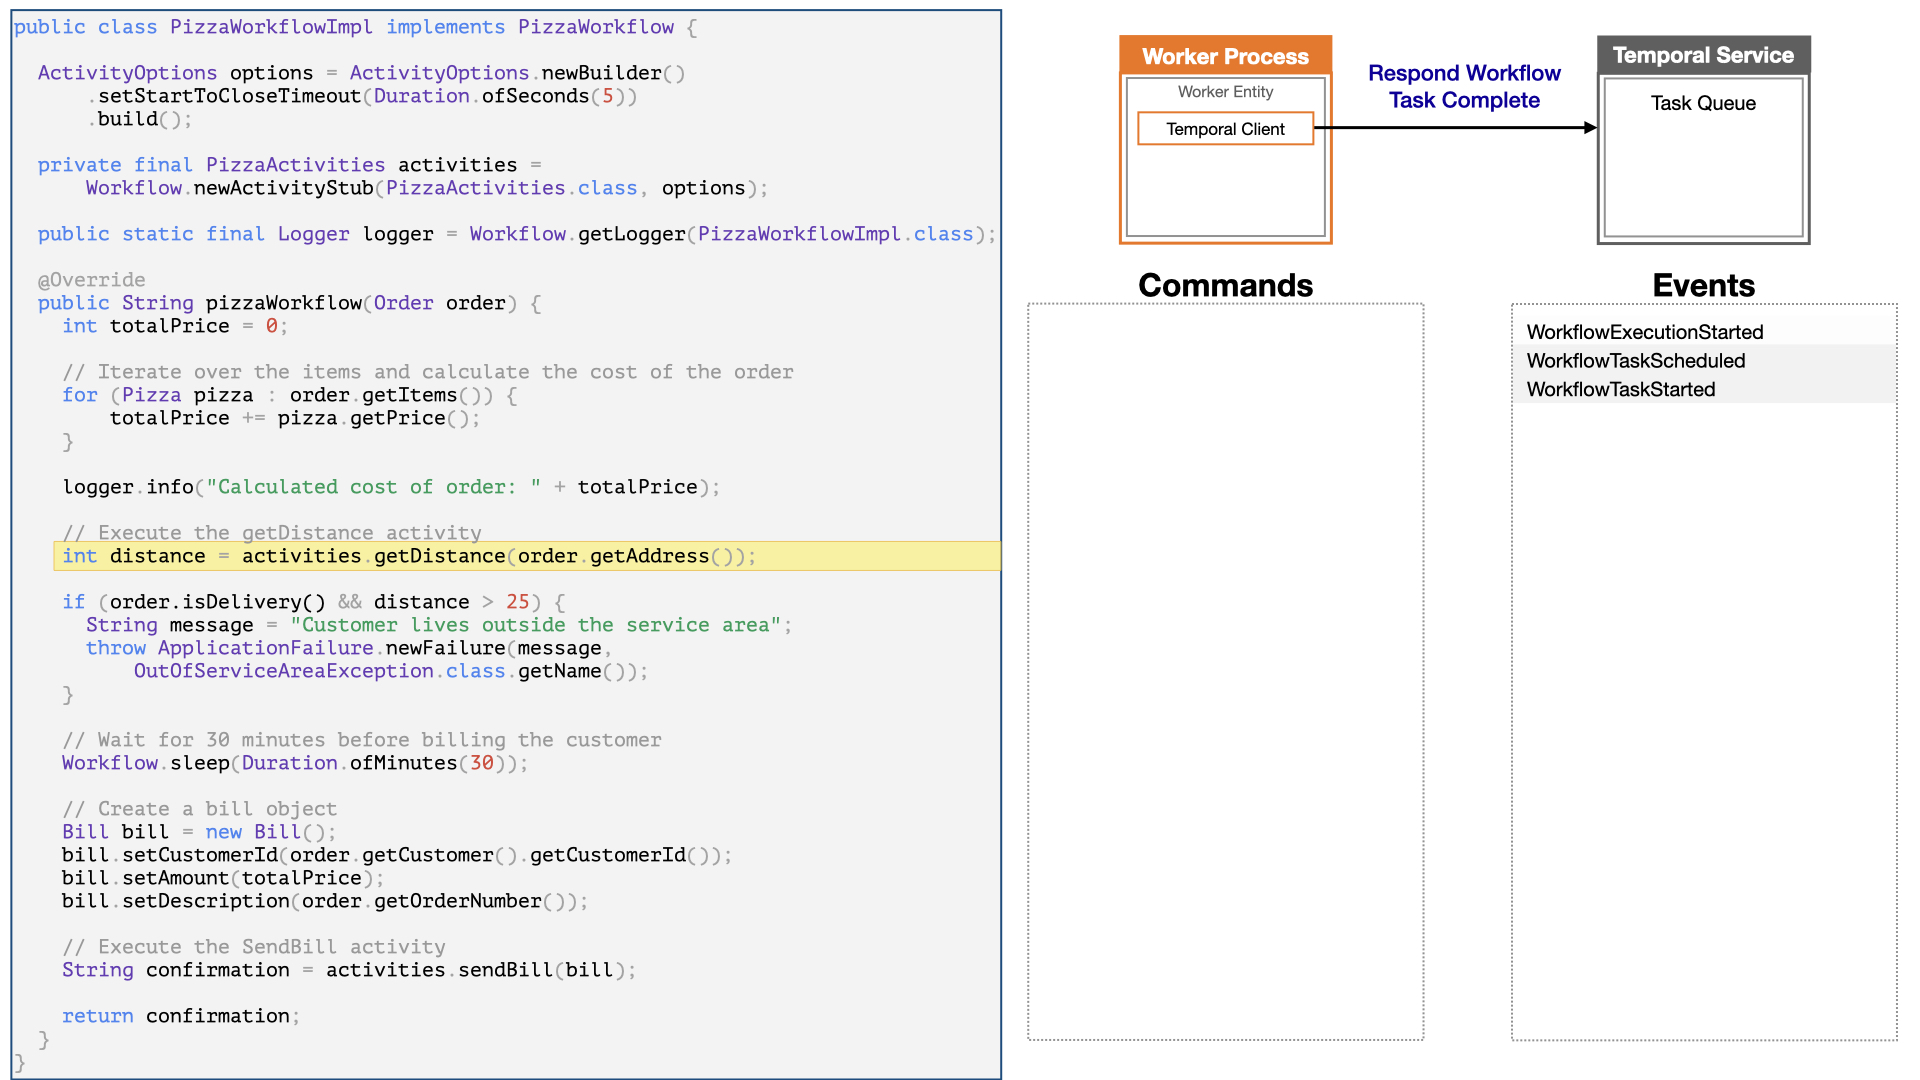 public class PizzaWorkflowImpl implements PizzaWorkflow {
ActivityOptions options = ActivityOptions.newBuilder()
.setStartToCloseTimeout(Duration.ofSeconds(5))
.build();
private final PizzaActivities activities =
Workflow.newActivityStub(PizzaActivities.class, options);
public static final Logger logger = Workflow.getLogger(PizzaWorkflowImpl.class);
@Override
public String pizzaWorkflow(Order order) {
int totalPrice = 0;
// Iterate over the items and calculate the cost of the order
for (Pizza pizza : order.getItems()) {
totalPrice += pizza.getPrice();
}
logger.info("Calculated cost of order: " + totalPrice);
// Execute the getDistance activity
int distance = activities.getDistance(order.getAddress());
if (order.isDelivery() && distance > 25) {
String message = "Customer lives outside the service area";
throw ApplicationFailure.newFailure(message,
OutOfServiceAreaException.class.getName());
}
// Wait for 30 minutes before billing the customer
Workflow.sleep(Duration.ofMinutes(30));
// Create a bill object
Bill bill = new Bill();
bill.setCustomerId(order.getCustomer().getCustomerId());
bill.setAmount(totalPrice);
bill.setDescription(order.getOrderNumber());
// Execute the SendBill activity
String confirmation = activities.sendBill(bill);
return confirmation;
}
}
Worker Process
Worker Entity
Temporal Client
Respond Workflow
Task Complete
Temporal Service
Task Queue
Commands
Events
WorkflowExecutionStarted
WorkflowTaskScheduled
WorkflowTaskStarted